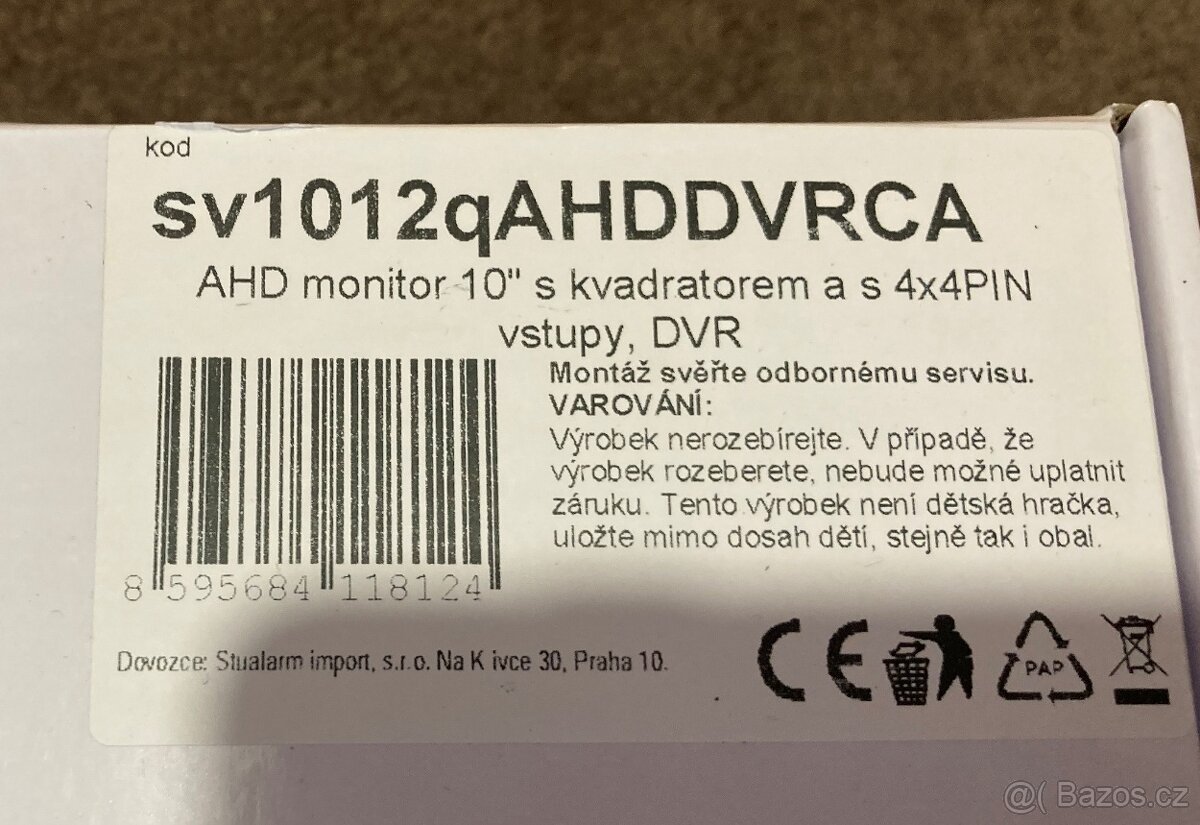 kod
sv1012qAHDDVRCA
AHD monitor 10" s kvadratorem a s 4x4PIN
vstupy, DVR
Montáž svěřte odbornému servisu.
VAROVÁNÍ:
Výrobek nerozebírejte. V případě, že
výrobek rozeberete, nebude možné uplatnit
záruku. Tento výrobek není dětská hračka,
uložte mimo dosah dětí, stejně tak i obal.
8 595684 118124
Dovozce: Stualarm import, s.r.o. Na K ivce 30, Praha 10.
CE
PAP
@( Bazos.cz